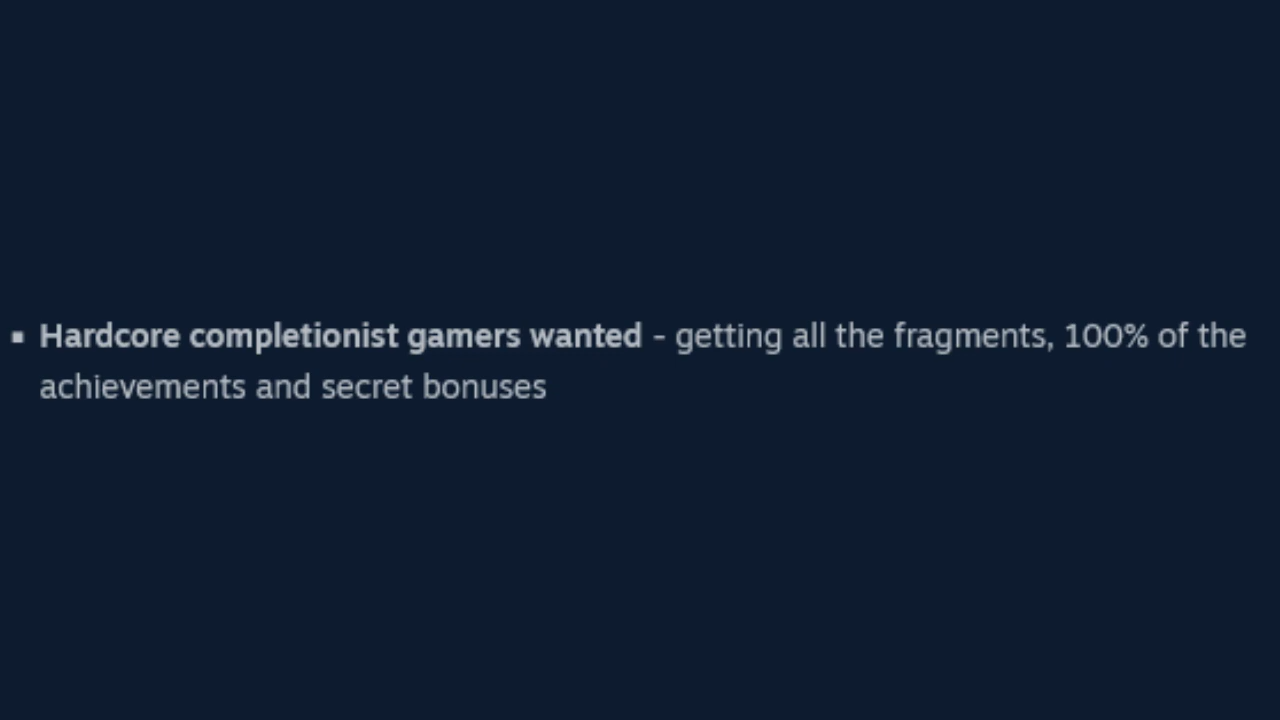 ▪ Hardcore completionist gamers wanted - getting all the fragments, 100% of the
achievements and secret bonuses